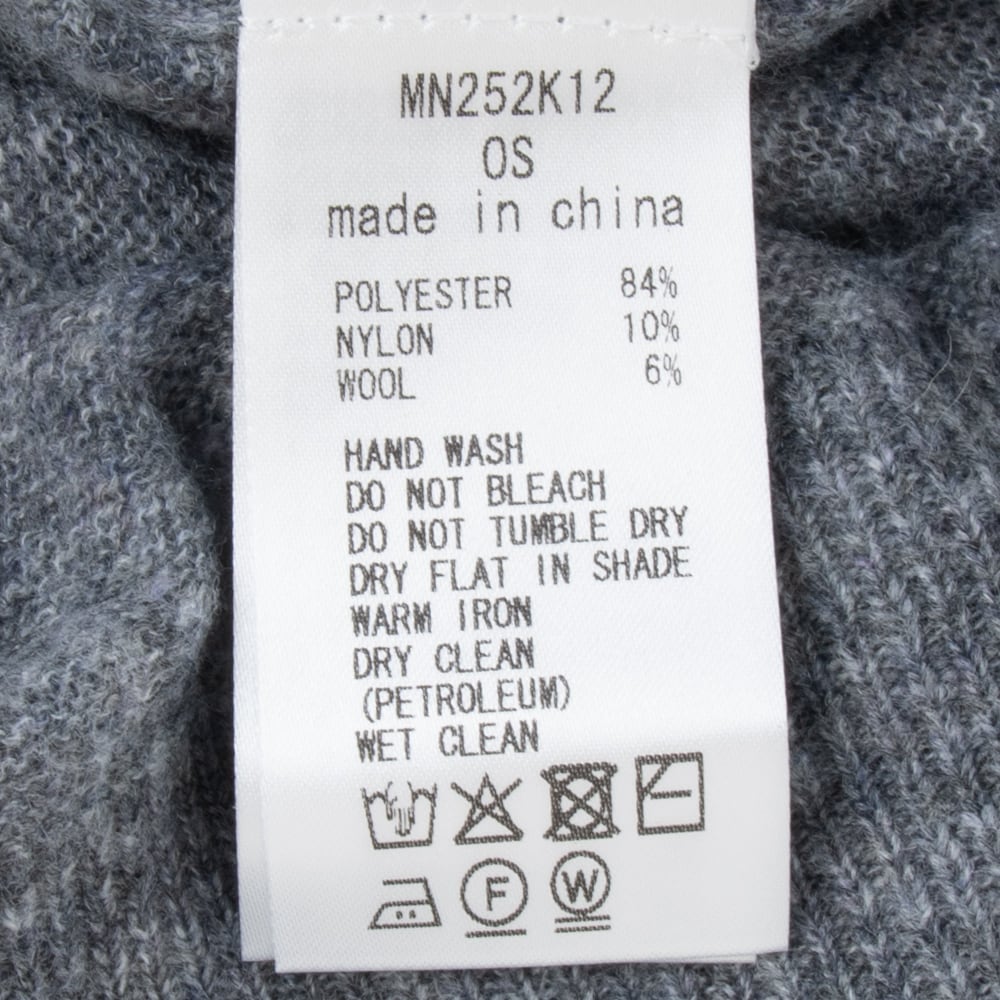 MN252K12
OS
made in china
POLYESTER 84%
NYLON 10%
WOOL 6%
HAND WASH
DO NOT BLEACH
DO NOT TUMBLE DRY
DRY FLAT IN SHADE
WARM IRON
DRY CLEAN
(PETROLEUM)
WET CLEAN
F W